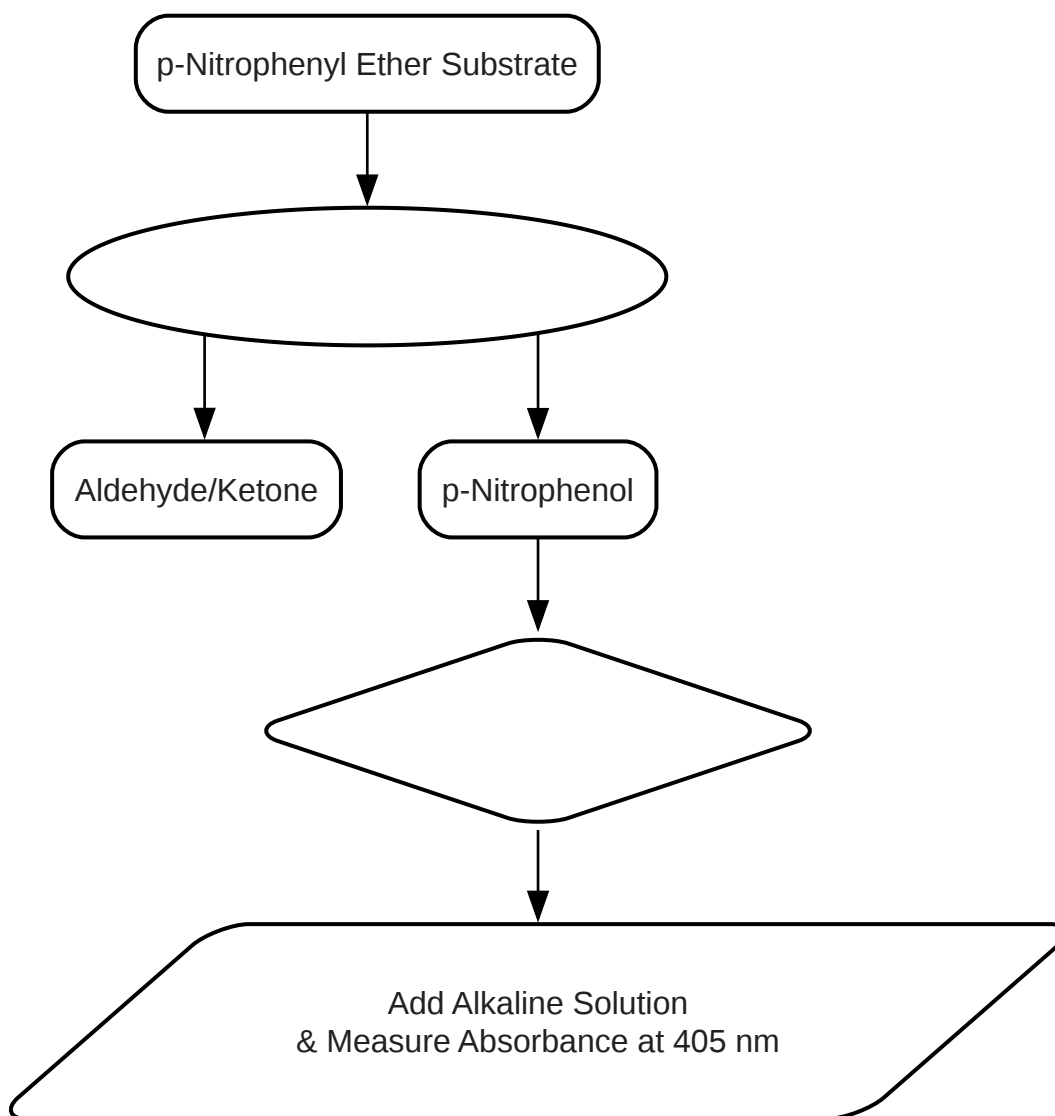 p-Nitrophenyl Ether Substrate
Aldehyde/Ketone
p-Nitrophenol
Add Alkaline Solution
& Measure Absorbance at 405 nm